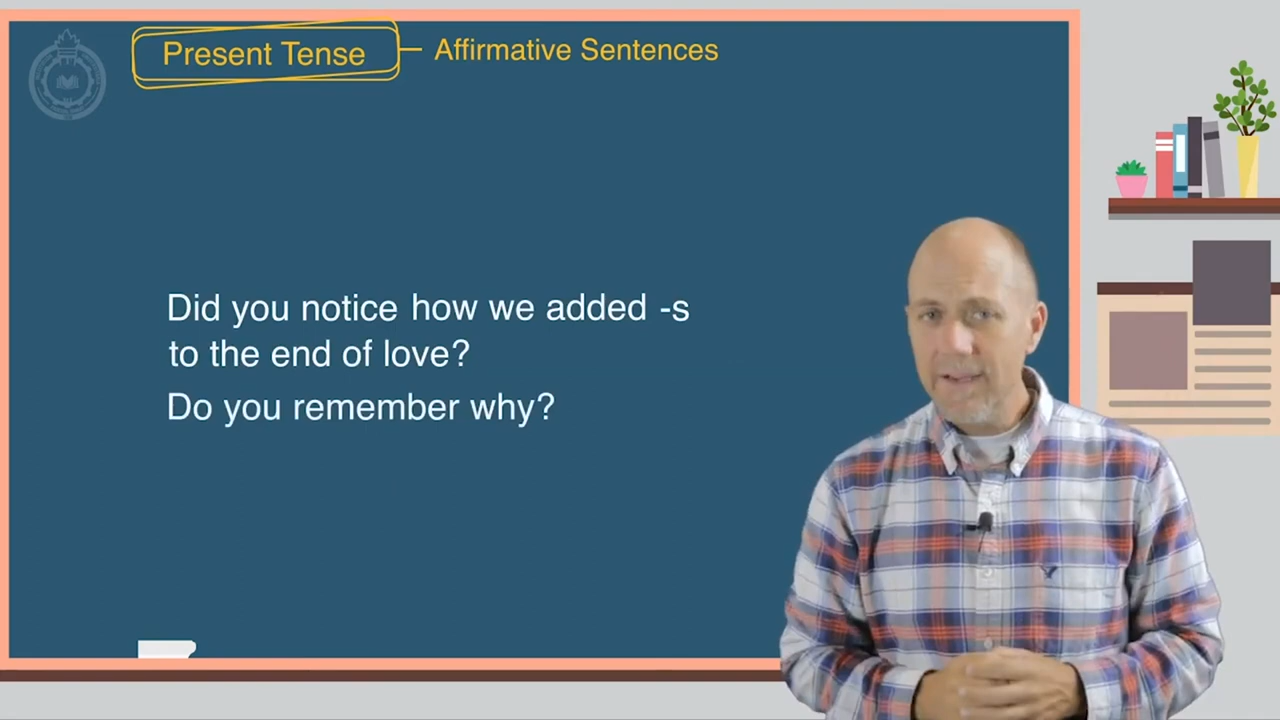 Present Tense
Affirmative Sentences
Did you notice how we added -s
to the end of love?
Do you remember why?